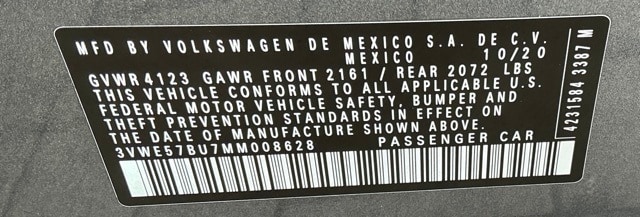 MFD BY VOLKSWAGEN DE MEXICO S.A. DE C.V.
MEXICO 10/20
GVWR 4123 GAWR FRONT 2161 / REAR 2072 LBS
THIS VEHICLE CONFORMS TO ALL APPLICABLE U.S.
FEDERAL MOTOR VEHICLE SAFETY, BUMPER AND
THEFT PREVENTION STANDARDS IN EFFECT ON
THE DATE OF MANUFACTURE SHOWN ABOVE.
3VWE57BU7MM008628 PASSENGER CAR
4231584 3387 M